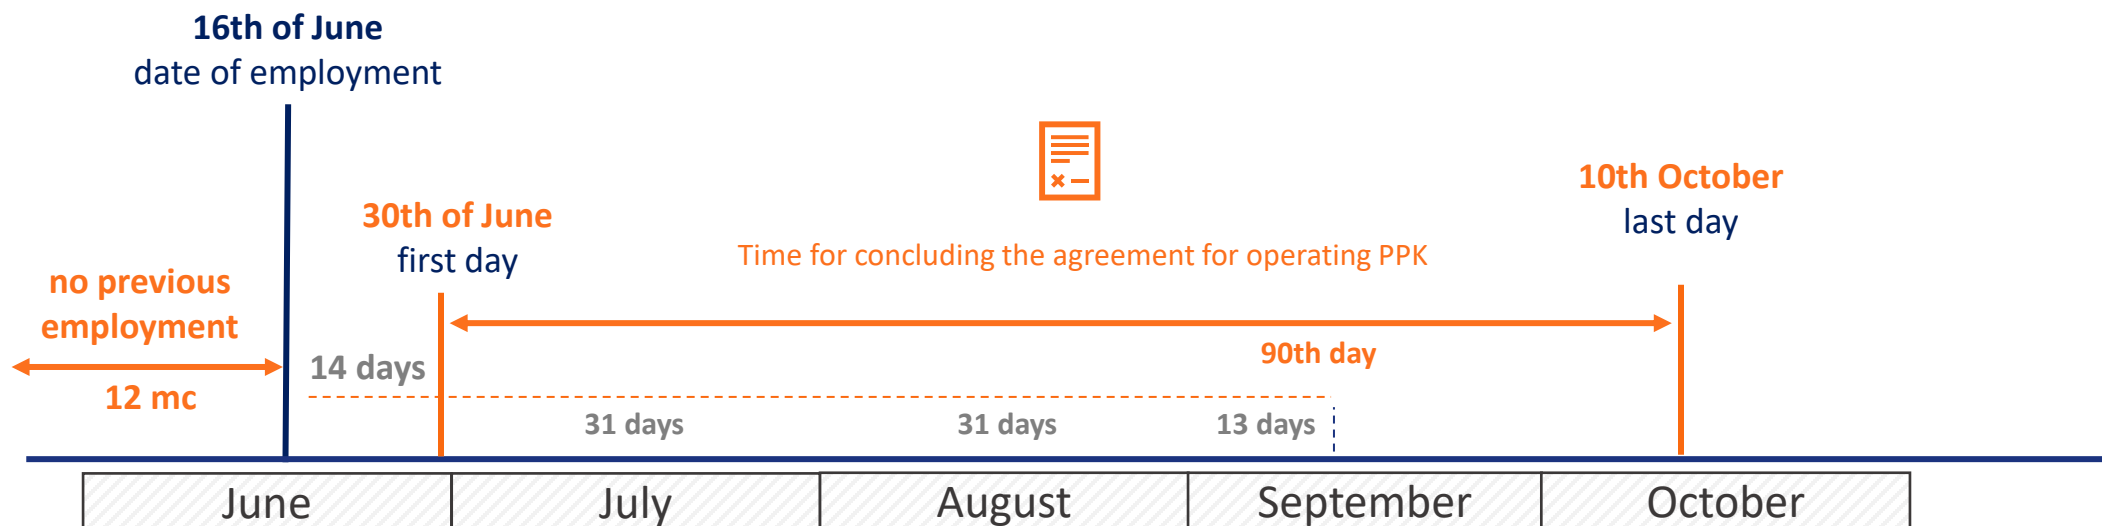 16th of June
date of employment
30th of June
first day
Time for concluding the agreement for operating PPK
10th October
last day
no previous
employment
12 mc
14 days
90th day
31 days
31 days
13 days
June
July
August
September
October